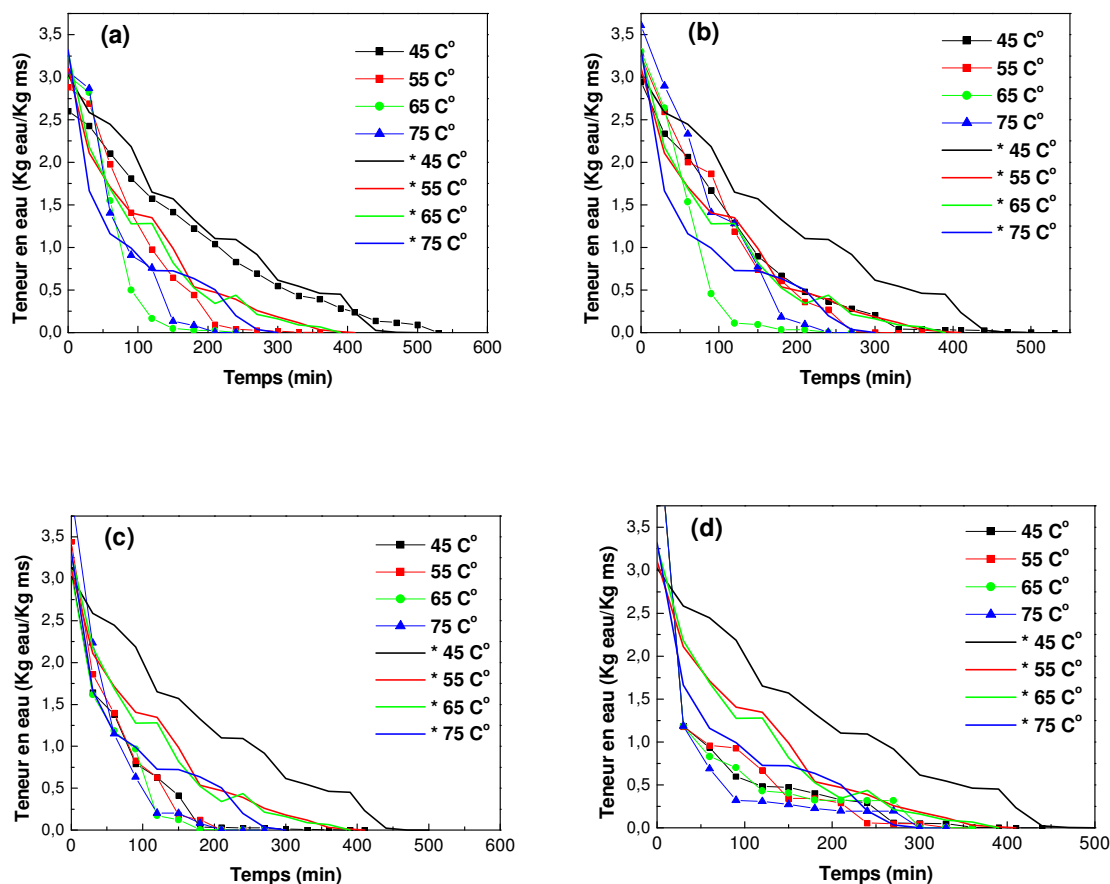 (a)
3,5
3,0
2,5
2,0
1,5
1,0
0,5
0,0
Teneur en eau (Kg eau/Kg ms)
45 C°
55 C°
65 C°
75 C°
* 45 C°
* 55 C°
* 65 C°
* 75 C°
0 100 200 300 400 500 600
Temps (min)
(b)
3,5
3,0
2,5
2,0
1,5
1,0
0,5
0,0
Teneur en eau (Kg eau/Kg ms)
45 C°
55 C°
65 C°
75 C°
* 45 C°
* 55 C°
* 65 C°
* 75 C°
0 100 200 300 400 500
Temps (min)
(c)
3,5
3,0
2,5
2,0
1,5
1,0
0,5
0,0
Teneur en eau (Kg eau/Kg ms)
45 C°
55 C°
65 C°
75 C°
* 45 C°
* 55 C°
* 65 C°
* 75 C°
0 100 200 300 400 500 600
Temps (min)
(d)
3,5
3,0
2,5
2,0
1,5
1,0
0,5
0,0
Teneur en eau (Kg eau/Kg ms)
45 C°
55 C°
65 C°
75 C°
* 45 C°
* 55 C°
* 65 C°
* 75 C°
0 100 200 300 400 500
Temps (min)